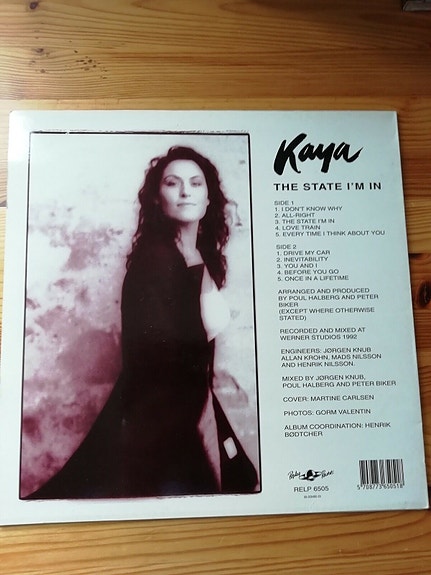 Kaya
THE STATE I'M IN
SIDE 1
1. I DON'T KNOW WHY
2. ALL-RIGHT
3. THE STATE I'M IN
4. LOVE TRAIN
5. EVERY TIME I THINK ABOUT YOU
SIDE 2
1. DRIVE MY CAR
2. INEVITABILITY
3. YOU AND I
4. BEFORE YOU GO
5. ONCE IN A LIFETIME
ARRANGED AND PRODUCED
BY POUL HALBERG AND PETER
BIKER
(EXCEPT WHERE OTHERWISE
STATED)
RECORDED AND MIXED AT
WERNER STUDIOS 1992
ENGINEERS: JØRGEN KNUB
ALLAN KROHN, MADS NILSSON
AND HENRIK NILSSON.
MIXED BY JØRGEN KNUB,
POUL HALBERG AND PETER BIKER
COVER: MARTINE CARLSEN
PHOTOS: GORM VALENTIN
ALBUM COORDINATION: HENRIK
BØDTCHER
RELP 6505
5 708773 650518